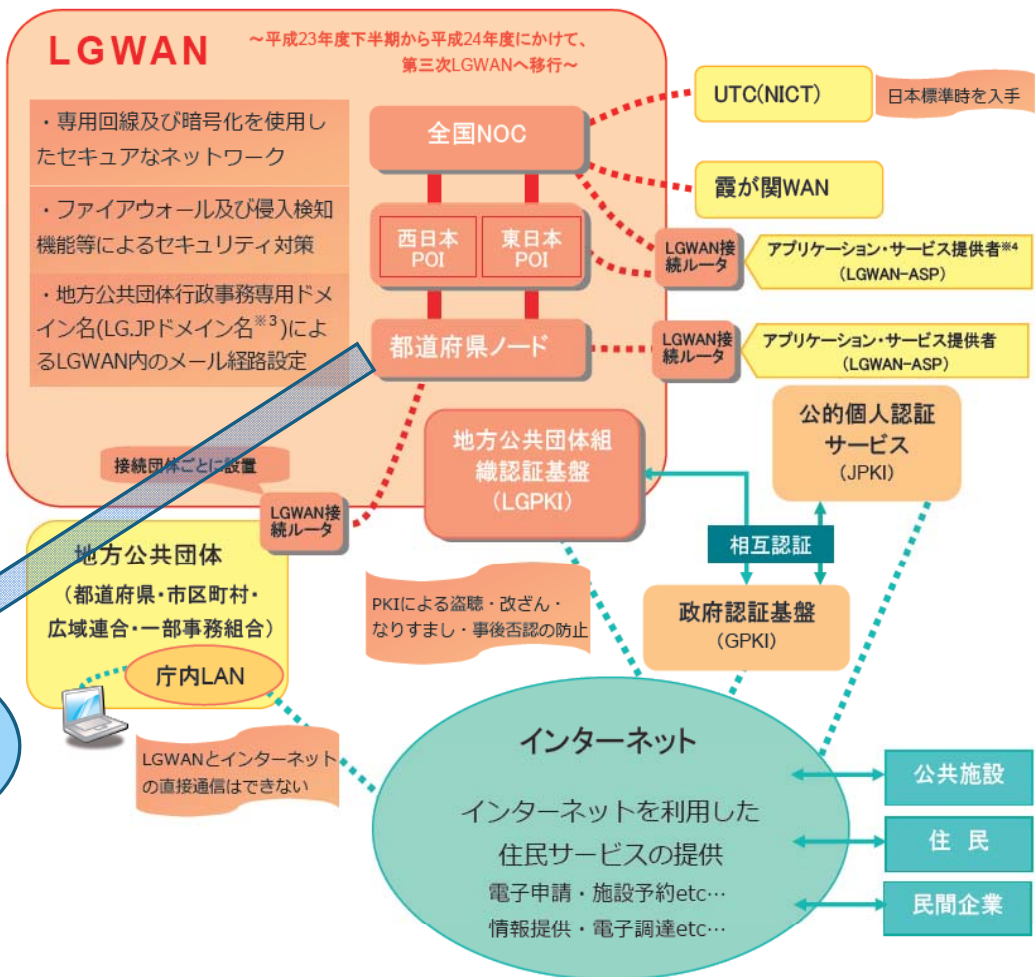 LGWAN
～平成23年度下半期から平成24年度にかけて、
第三次LGWANへ移行～
・専用回線及び暗号化を使用し
たセキュアなネットワーク
・ファイアウォール及び侵入検知
機能等によるセキュリティ対策
・地方公共団体行政事務専用ドメ
イン名(LG.JPドメイン名※3)によ
るLGWAN内のメール経路設定
全国NOC
西日本
POI
東日本
POI
都道府県ノード
UTC(NICT)
日本標準時を入手
霞が関WAN
LGWAN接
続ルータ
アプリケーション・サービス提供者※4
(LGWAN-ASP)
LGWAN接
続ルータ
アプリケーション・サービス提供者
(LGWAN-ASP)
地方公共団体組
織認証基盤
(LGPKI)
公的個人認証
サービス
(JPKI)
相互認証
政府認証基盤
(GPKI)
接続団体ごとに設置
LGWAN接
続ルータ
地方公共団体
(都道府県・市区町村・
広域連合・一部事務組合)
庁内LAN
PKIによる盗聴・改ざん・
なりすまし・事後否認の防止
LGWANとインターネット
の直接通信はできない
インターネット
インターネットを利用した
住民サービスの提供
電子申請・施設予約etc…
情報提供・電子調達etc…
公共施設
住 民
民間企業